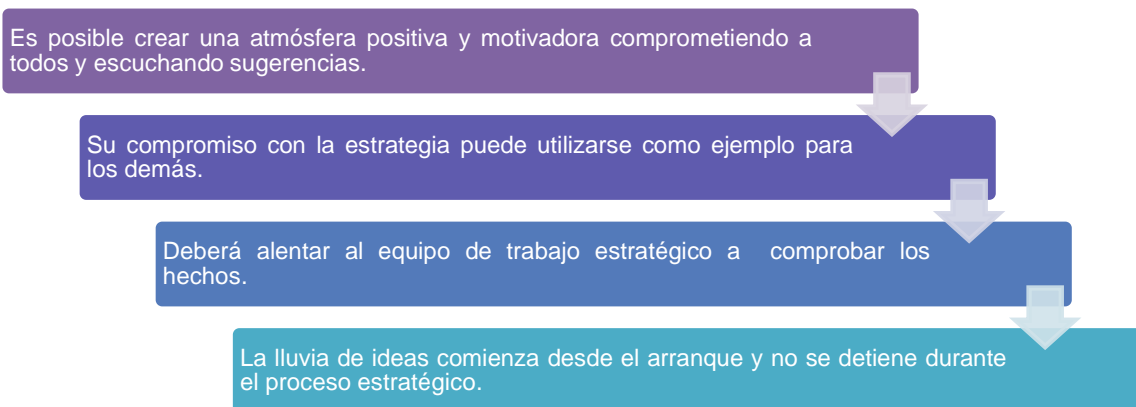 Es posible crear una atmósfera positiva y motivadora comprometiendo a
todos y escuchando sugerencias.
Su compromiso con la estrategia puede utilizarse como ejemplo para
los demás.
Deberá alentar al equipo de trabajo estratégico a comprobar los
hechos.
La lluvia de ideas comienza desde el arranque y no se detiene durante
el proceso estratégico.